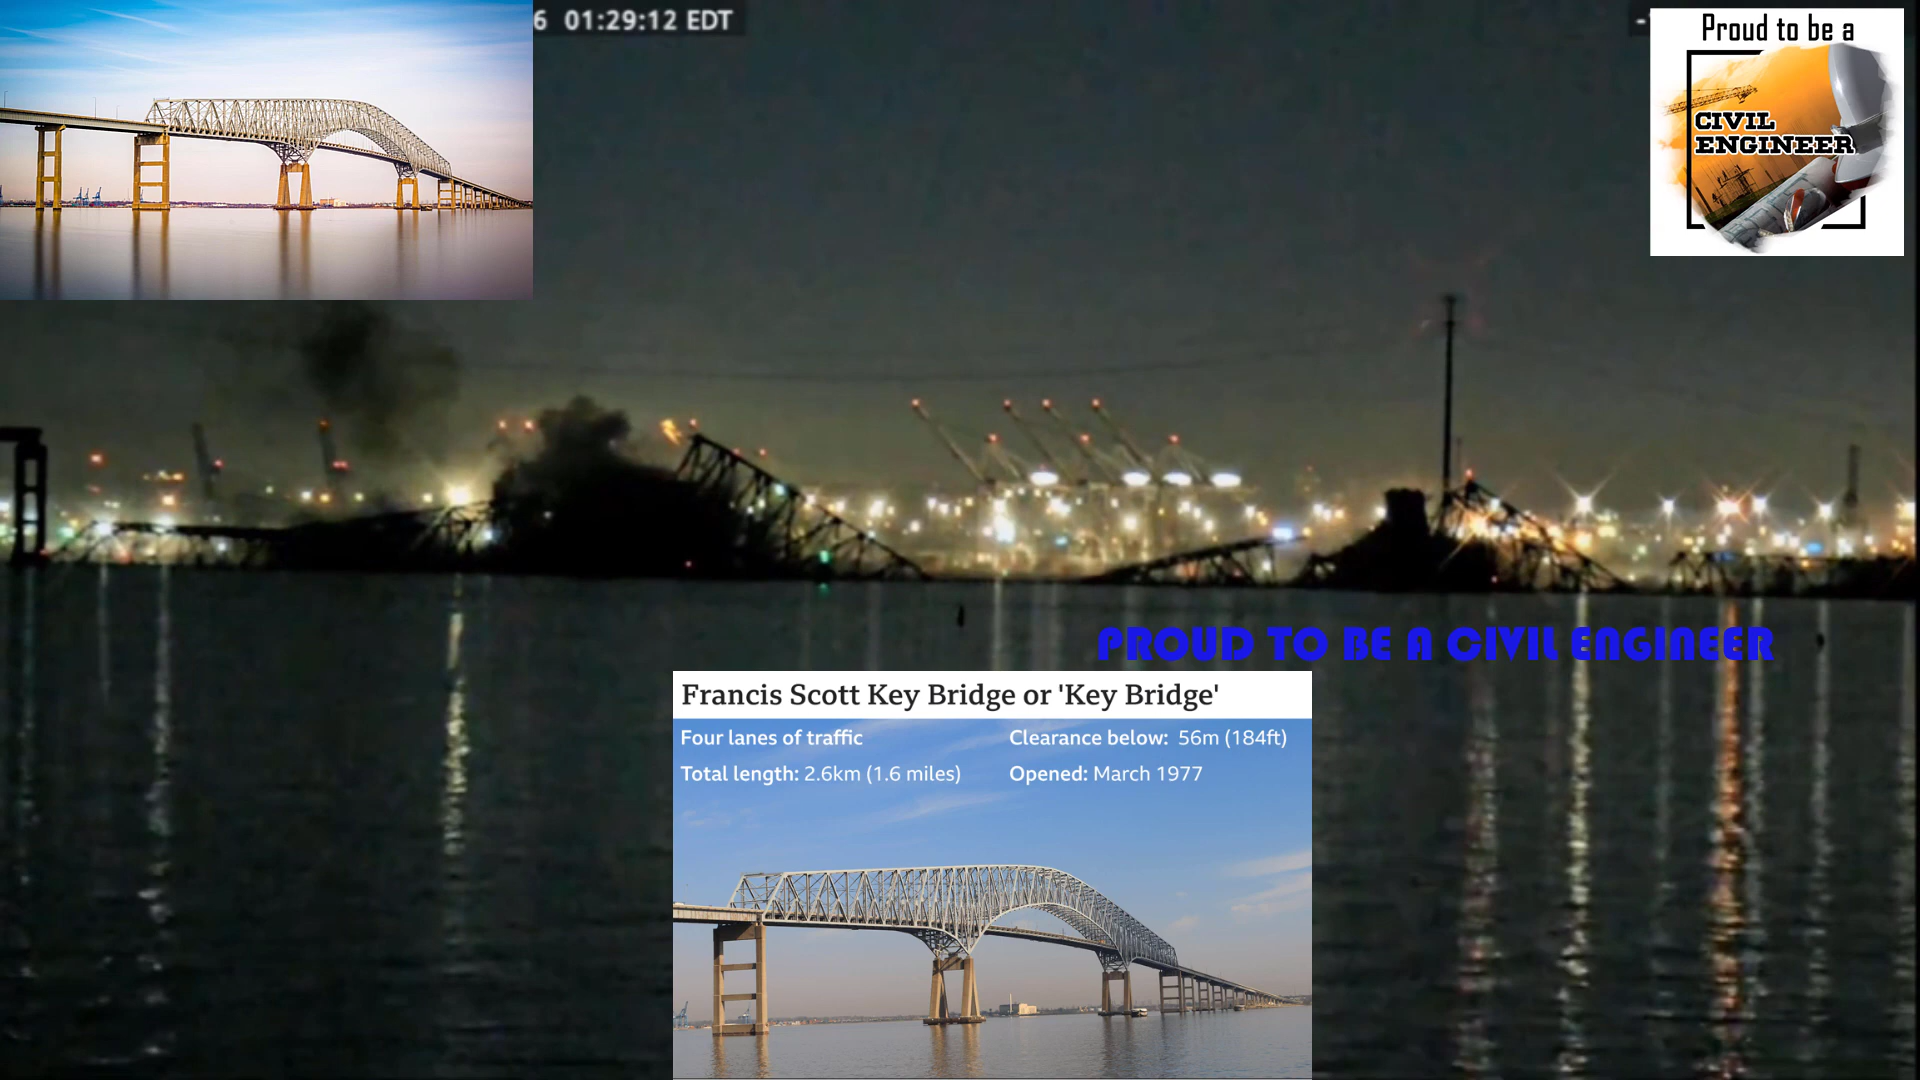 6 01:29:12 EDT
Proud to be a
CIVIL
ENGINEER
PROUD TO BE A CIVIL ENGINEER
Francis Scott Key Bridge or 'Key Bridge'
Four lanes of traffic
Clearance below: 56m (184ft)
Total length: 2.6km (1.6 miles)
Opened: March 1977